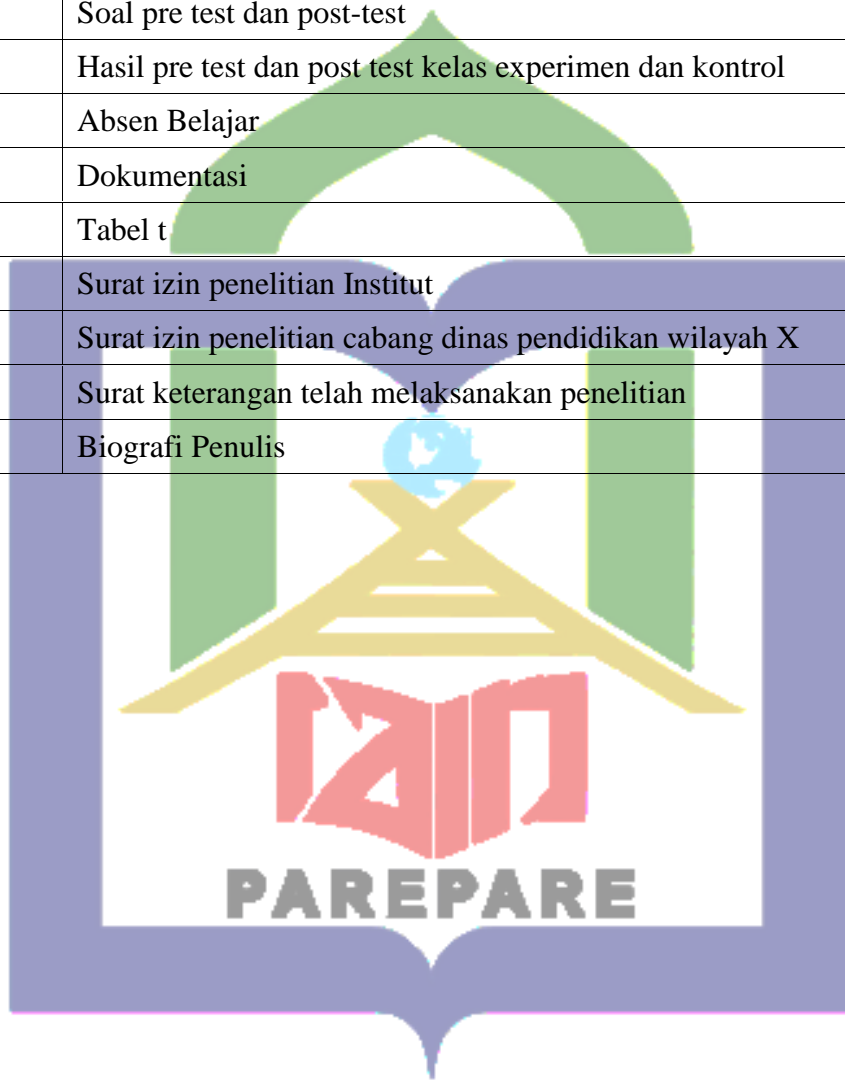 Soal pre test dan post-test
Hasil pre test dan post test kelas experimen dan kontrol
Absen Belajar
Dokumentasi
Tabel t
Surat izin penelitian Institut
Surat izin penelitian cabang dinas pendidikan wilayah X
Surat keterangan telah melaksanakan penelitian
Biografi Penulis
iain
PAREPARE